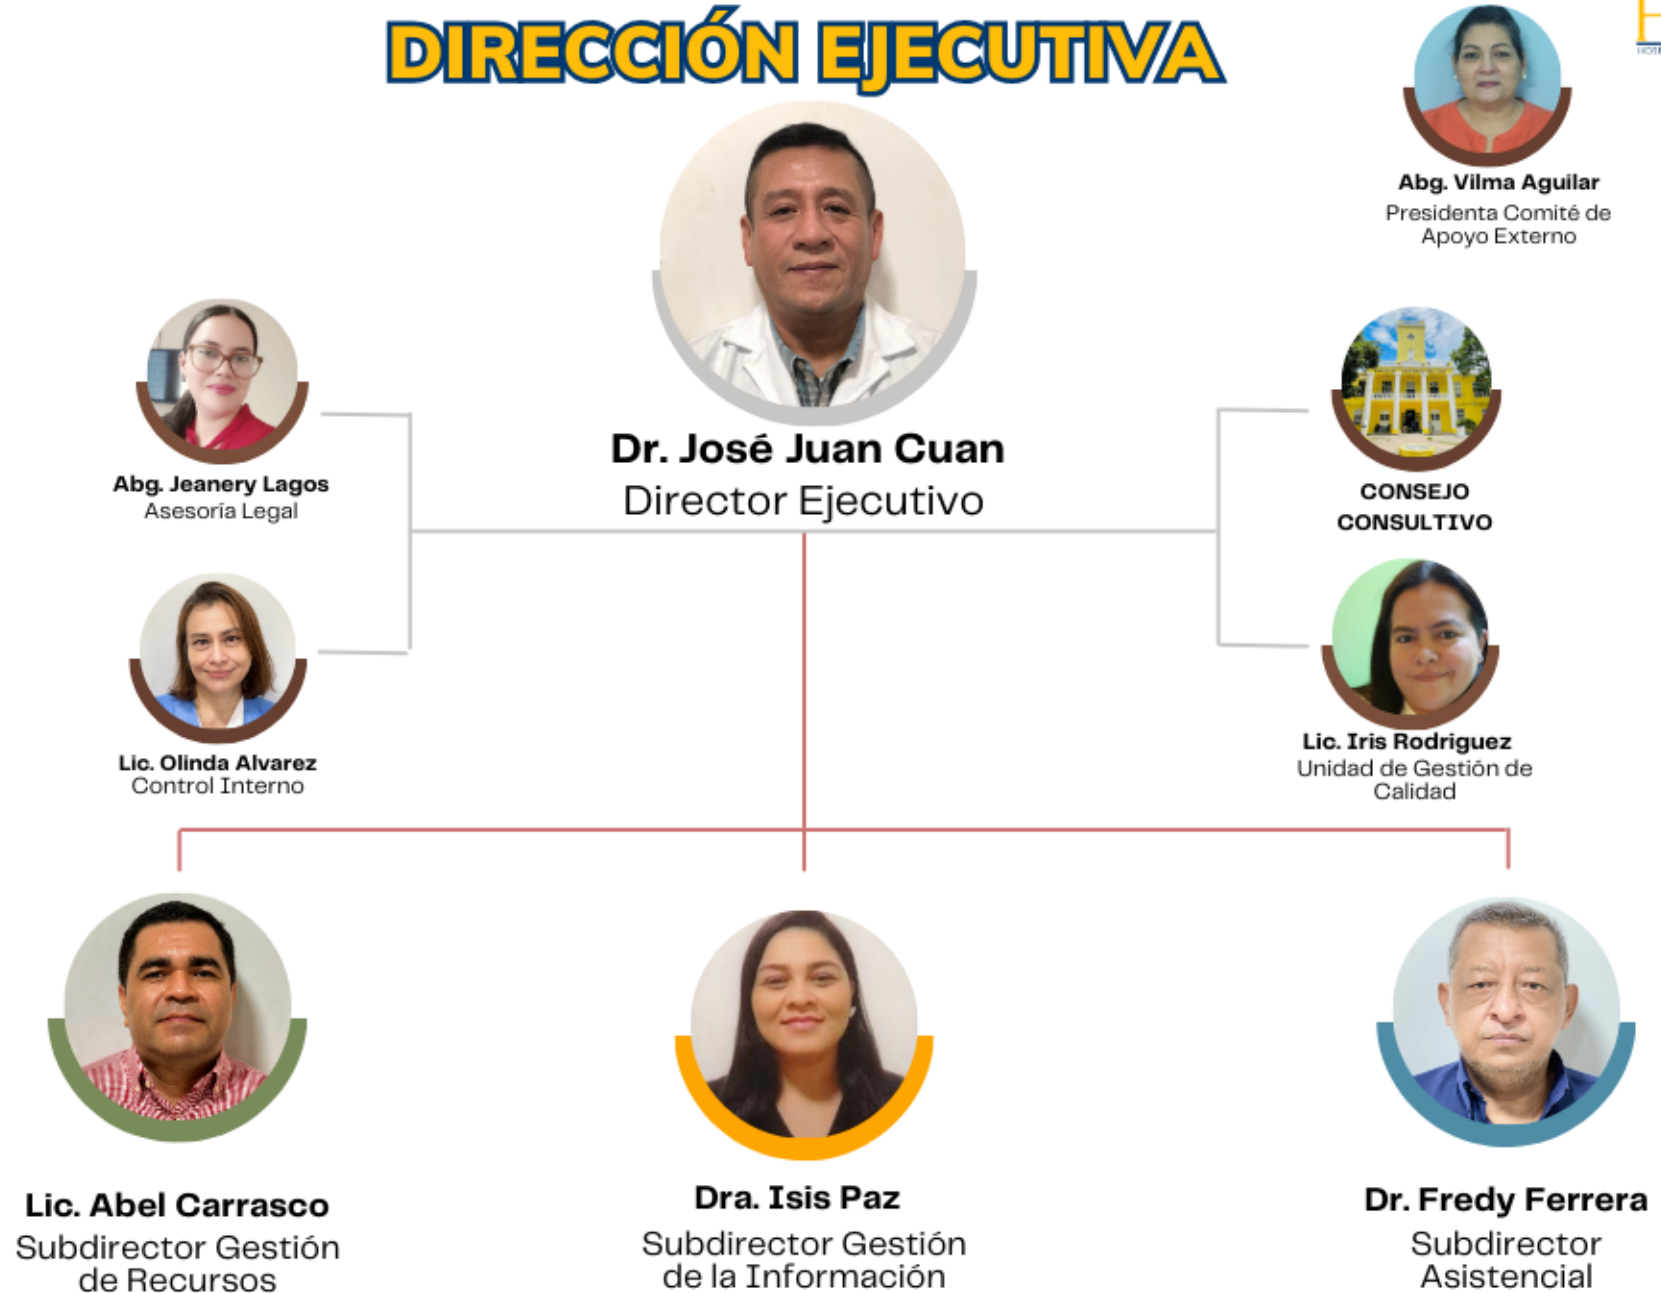 DIRECCIÓN EJECUTIVA
Abg. Vilma Aguilar
Presidenta Comité de
Apoyo Externo
Dr. José Juan Cuan
Director Ejecutivo
Abg. Jeanery Lagos
Asesoría Legal
CONSEJO
CONSULTIVO
Lic. Olinda Alvarez
Control Interno
Lic. Iris Rodriguez
Unidad de Gestión de
Calidad
Lic. Abel Carrasco
Subdirector Gestión
de Recursos
Dra. Isis Paz
Subdirector Gestión
de la Información
Dr. Fredy Ferrera
Subdirector
Asistencial